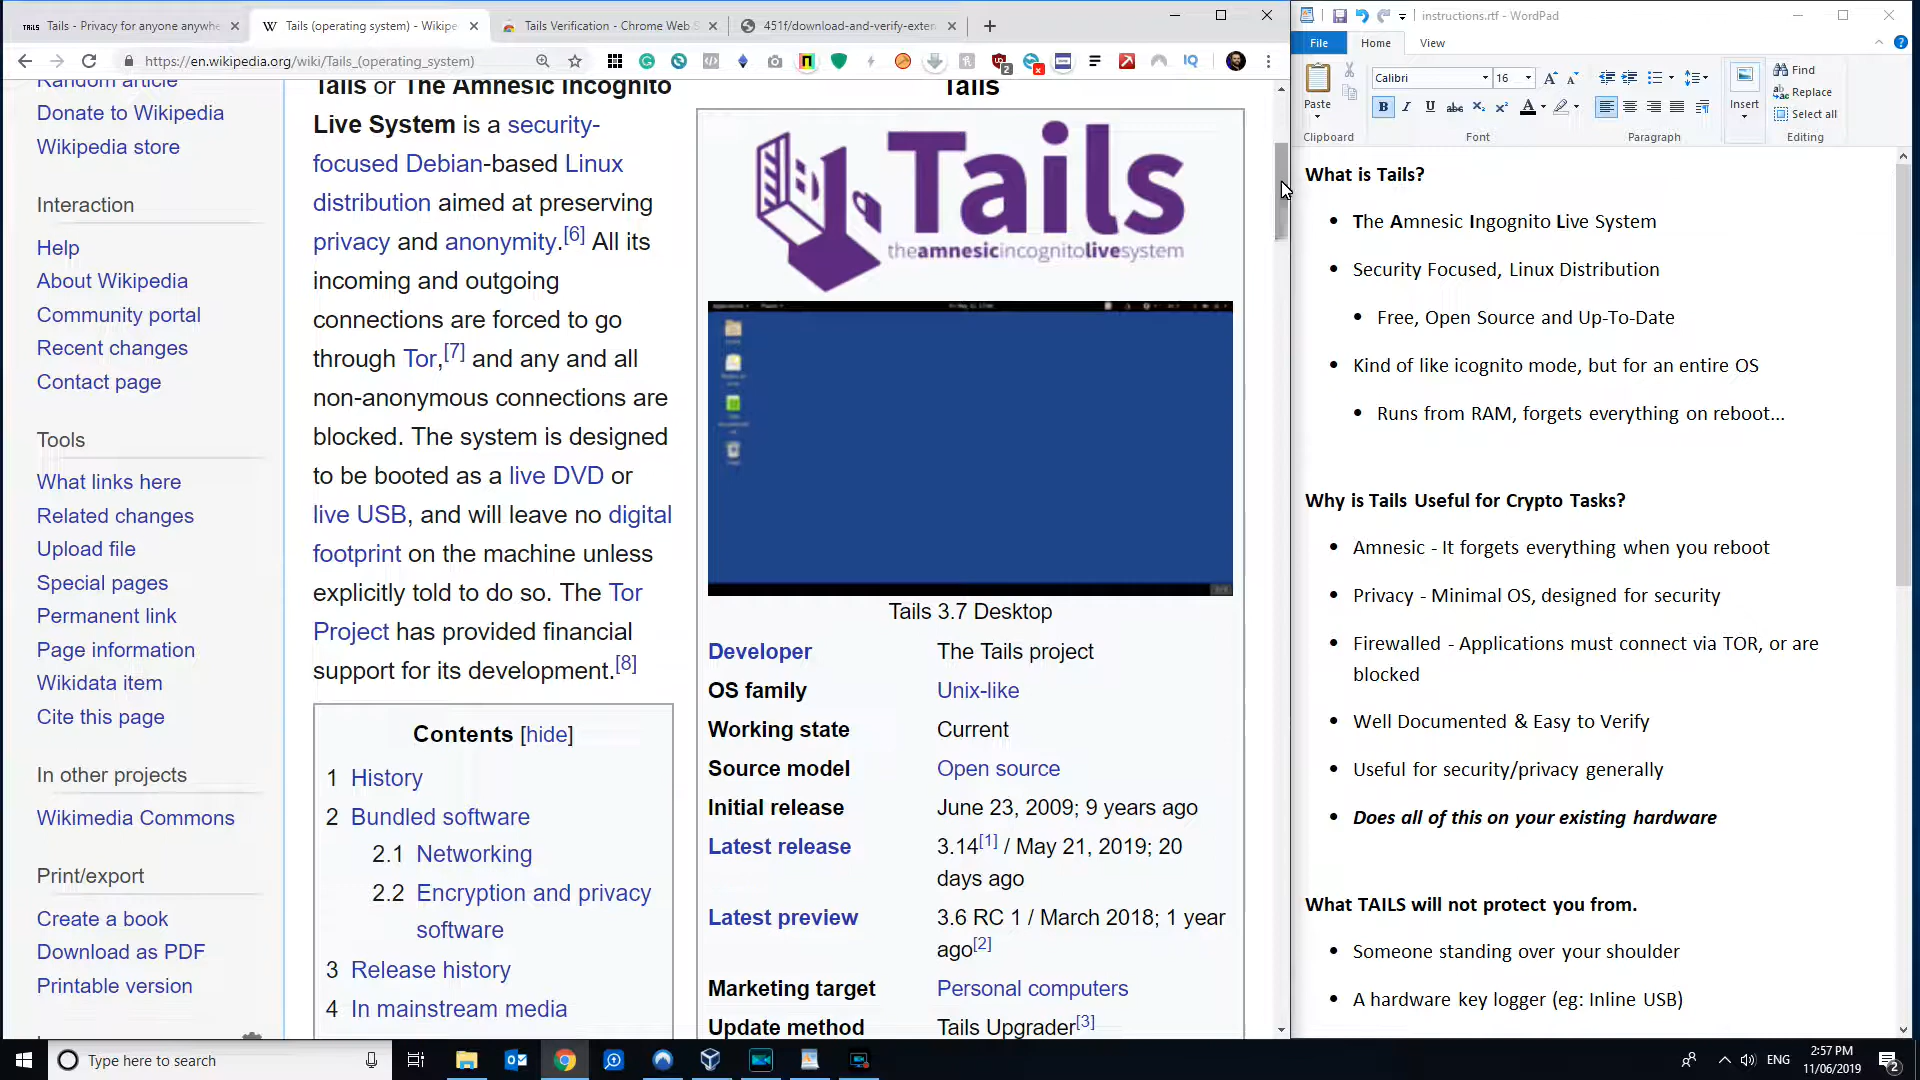 TAILS Tails - Privacy for anyone anywhe
W Tails (operating system) - Wikipe
Tails Verification - Chrome Web S
451f/download-and-verify-exten
https://en.wikipedia.org/wiki/Tails_(operating_system)
Random article
Donate to Wikipedia
Wikipedia store
Interaction
Help
About Wikipedia
Community portal
Recent changes
Contact page
Tools
What links here
Related changes
Upload file
Special pages
Permanent link
Page information
Wikidata item
Cite this page
In other projects
Wikimedia Commons
Print/export
Create a book
Download as PDF
Printable version
Tails or The Amnesic Incognito
Live System is a security-
focused Debian-based Linux
distribution aimed at preserving
privacy and anonymity.[6] All its
incoming and outgoing
connections are forced to go
through Tor,[7] and any and all
non-anonymous connections are
blocked. The system is designed
to be booted as a live DVD or
live USB, and will leave no digital
footprint on the machine unless
explicitly told to do so. The Tor
Project has provided financial
support for its development.[8]
Contents [hide]
1 History
2 Bundled software
2.1 Networking
2.2 Encryption and privacy
software
3 Release history
4 In mainstream media
Tails
Tails
theamnesicincognitolivesystem
Tails 3.7 Desktop
Developer The Tails project
OS family Unix-like
Working state Current
Source model Open source
Initial release June 23, 2009; 9 years ago
Latest release 3.14[1] / May 21, 2019; 20
days ago
Latest preview 3.6 RC 1 / March 2018; 1 year
ago[2]
Marketing target Personal computers
Update method Tails Upgrader[3]
instructions.rtf - WordPad
File Home View
Paste
Calibri 16
Insert
Find
Replace
Select all
Clipboard Font Paragraph Editing
What is Tails?
• The Amnesic Ingognito Live System
• Security Focused, Linux Distribution
• Free, Open Source and Up-To-Date
• Kind of like icognito mode, but for an entire OS
• Runs from RAM, forgets everything on reboot...
Why is Tails Useful for Crypto Tasks?
• Amnesic - It forgets everything when you reboot
• Privacy - Minimal OS, designed for security
• Firewalled - Applications must connect via TOR, or are
blocked
• Well Documented & Easy to Verify
• Useful for security/privacy generally
• Does all of this on your existing hardware
What TAILS will not protect you from.
• Someone standing over your shoulder
• A hardware key logger (eg: Inline USB)
Type here to search
ENG
2:57 PM
11/06/2019
2